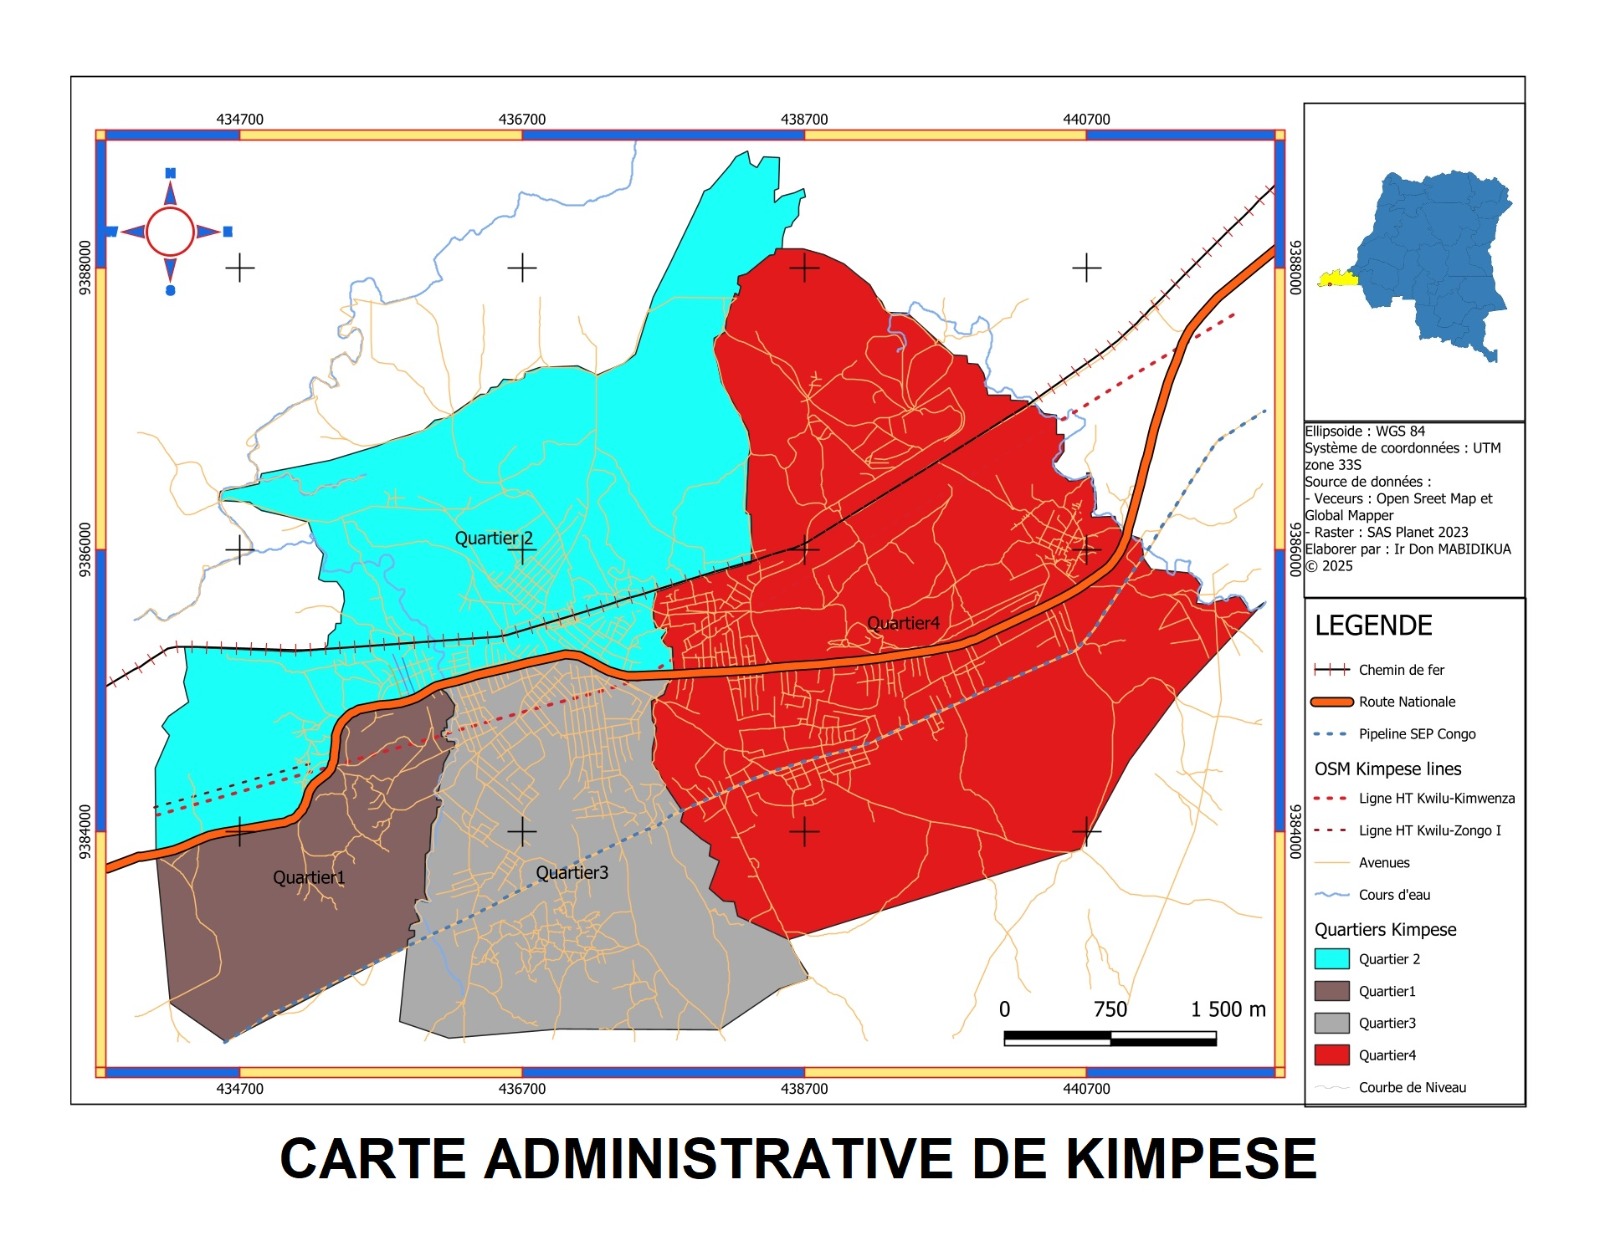 434700
436700
438700
440700
N
W
E
S
9388000
9386000
9384000
9388000
9386000
9384000
Quartier 2
Quartier4
Quartier1
Quartier3
0
750
1 500 m
434700
436700
438700
440700
Ellipsoide : WGS 84
Système de coordonnées : UTM
zone 33S
Source de données :
- Veceurs : Open Sreet Map et
Global Mapper
- Raster : SAS Planet 2023
Elaborer par : Ir Don MABIDIKUA
© 2025
LEGENDE
Chemin de fer
Route Nationale
Pipeline SEP Congo
OSM Kimpese lines
Ligne HT Kwilu-Kimwenza
Ligne HT Kwilu-Zongo I
Avenues
Cours d'eau
Quartiers Kimpese
Quartier 2
Quartier1
Quartier3
Quartier4
Courbe de Niveau
CARTE ADMINISTRATIVE DE KIMPESE